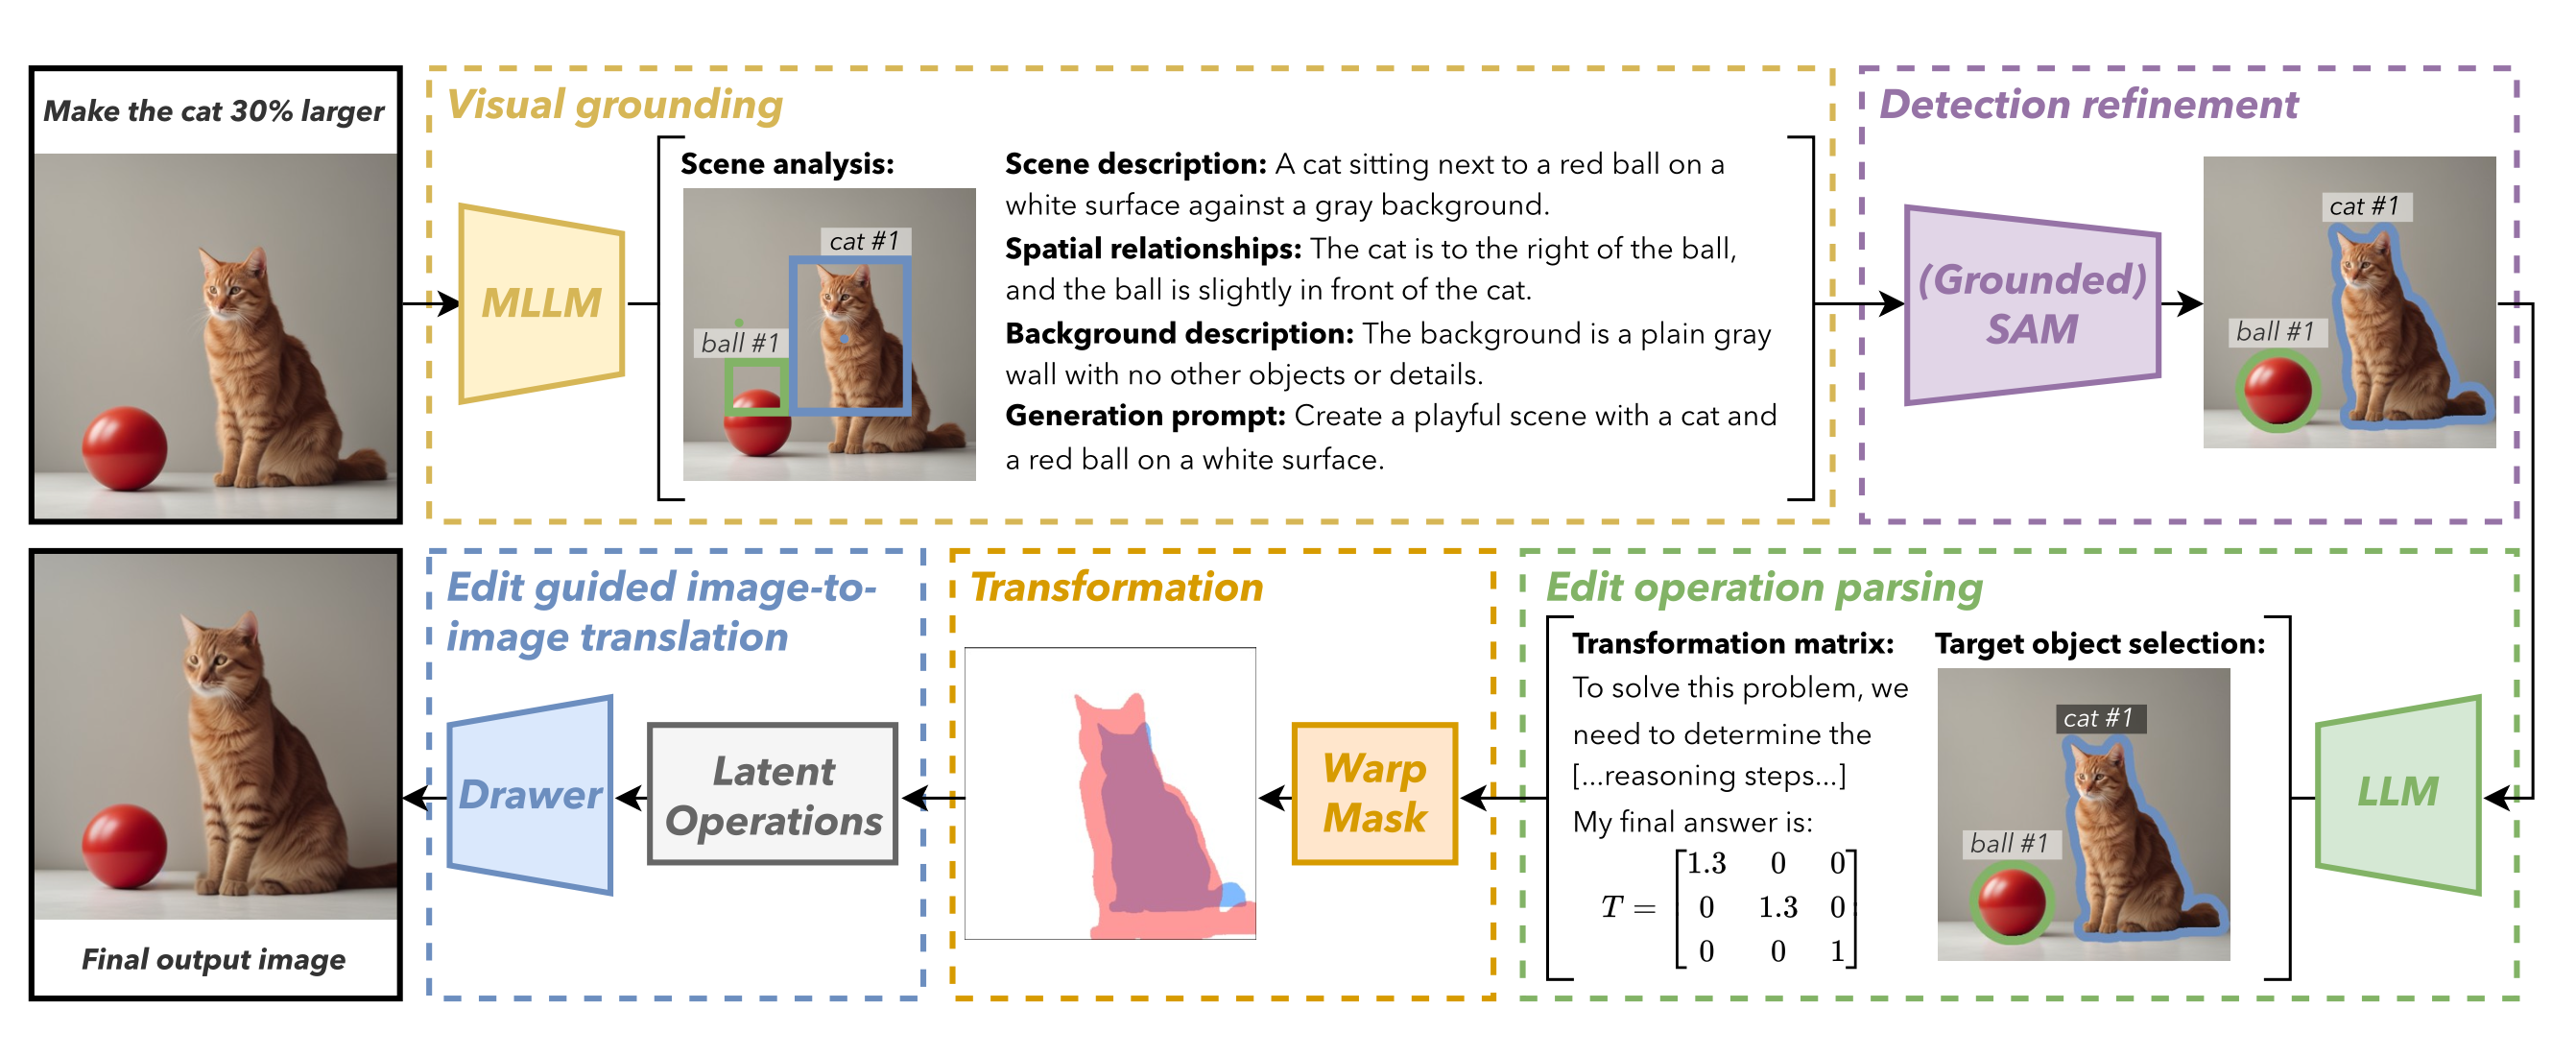 Make the cat 30% larger
Visual grounding
MLLM
Scene analysis:
cat #1
ball #1
Scene description: A cat sitting next to a red ball on a
white surface against a gray background.
Spatial relationships: The cat is to the right of the ball,
and the ball is slightly in front of the cat.
Background description: The background is a plain gray
wall with no other objects or details.
Generation prompt: Create a playful scene with a cat and
a red ball on a white surface.
Detection refinement
(Grounded)
SAM
cat #1
ball #1
Edit operation parsing
LLM
Target object selection:
cat #1
ball #1
Transformation matrix:
To solve this problem, we
need to determine the
[...reasoning steps...]
My final answer is:
1.3 0 0
T = 0 1.3 0
0 0 1
Transformation
Warp
Mask
Edit guided image-to-
image translation
Latent
Operations
Drawer
Final output image